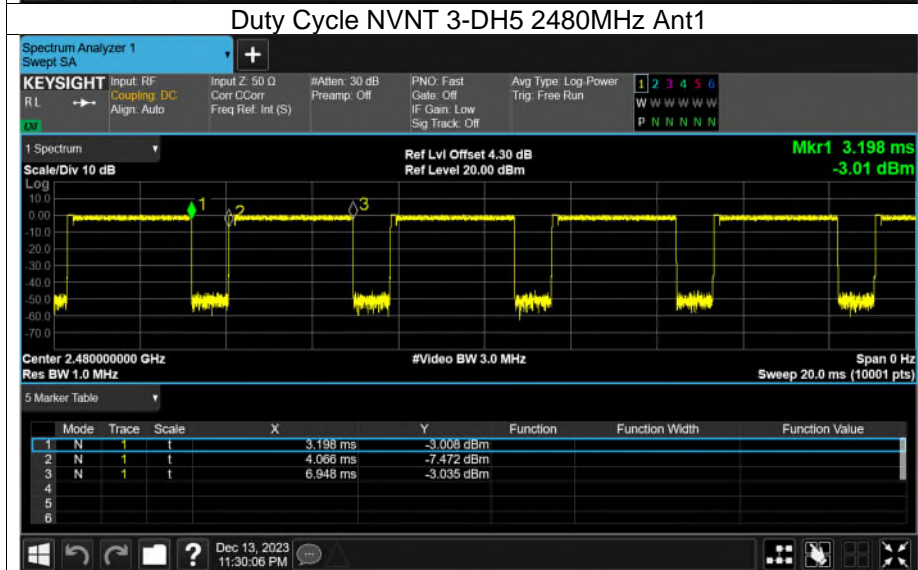 Duty Cycle NVNT 3-DH5 2480MHz Ant1
Spectrum Analyzer 1
Swept SA
+
KEYSIGHT Input: RF Input Z: 50 Ω #Atten: 30 dB PNO: Fast Avg Type: Log-Power 1 2 3 4 5 6
RL Coupling: DC Corr CCorr Preamp: Off Gate: Off Trig: Free Run W W W W W W
Align: Auto Freq Ref: Int (S) IF Gain: Low P N N N N N
LXI Sig Track: Off
1 Spectrum Ref Lvl Offset 4.30 dB Mkr1 3.198 ms
Scale/Div 10 dB Ref Level 20.00 dBm -3.01 dBm
Log
10.0
0.00
-10.0
-20.0
-30.0
-40.0
-50.0
-60.0
-70.0
1 2 3
Center 2.480000000 GHz #Video BW 3.0 MHz Span 0 Hz
Res BW 1.0 MHz Sweep 20.0 ms (10001 pts)
5 Marker Table
Mode Trace Scale X Y Function Function Width Function Value
1 N 1 t 3.198 ms -3.008 dBm
2 N 1 t 4.066 ms -7.472 dBm
3 N 1 t 6.948 ms -3.035 dBm
4
5
6
? Dec 13, 2023
11:30:06 PM